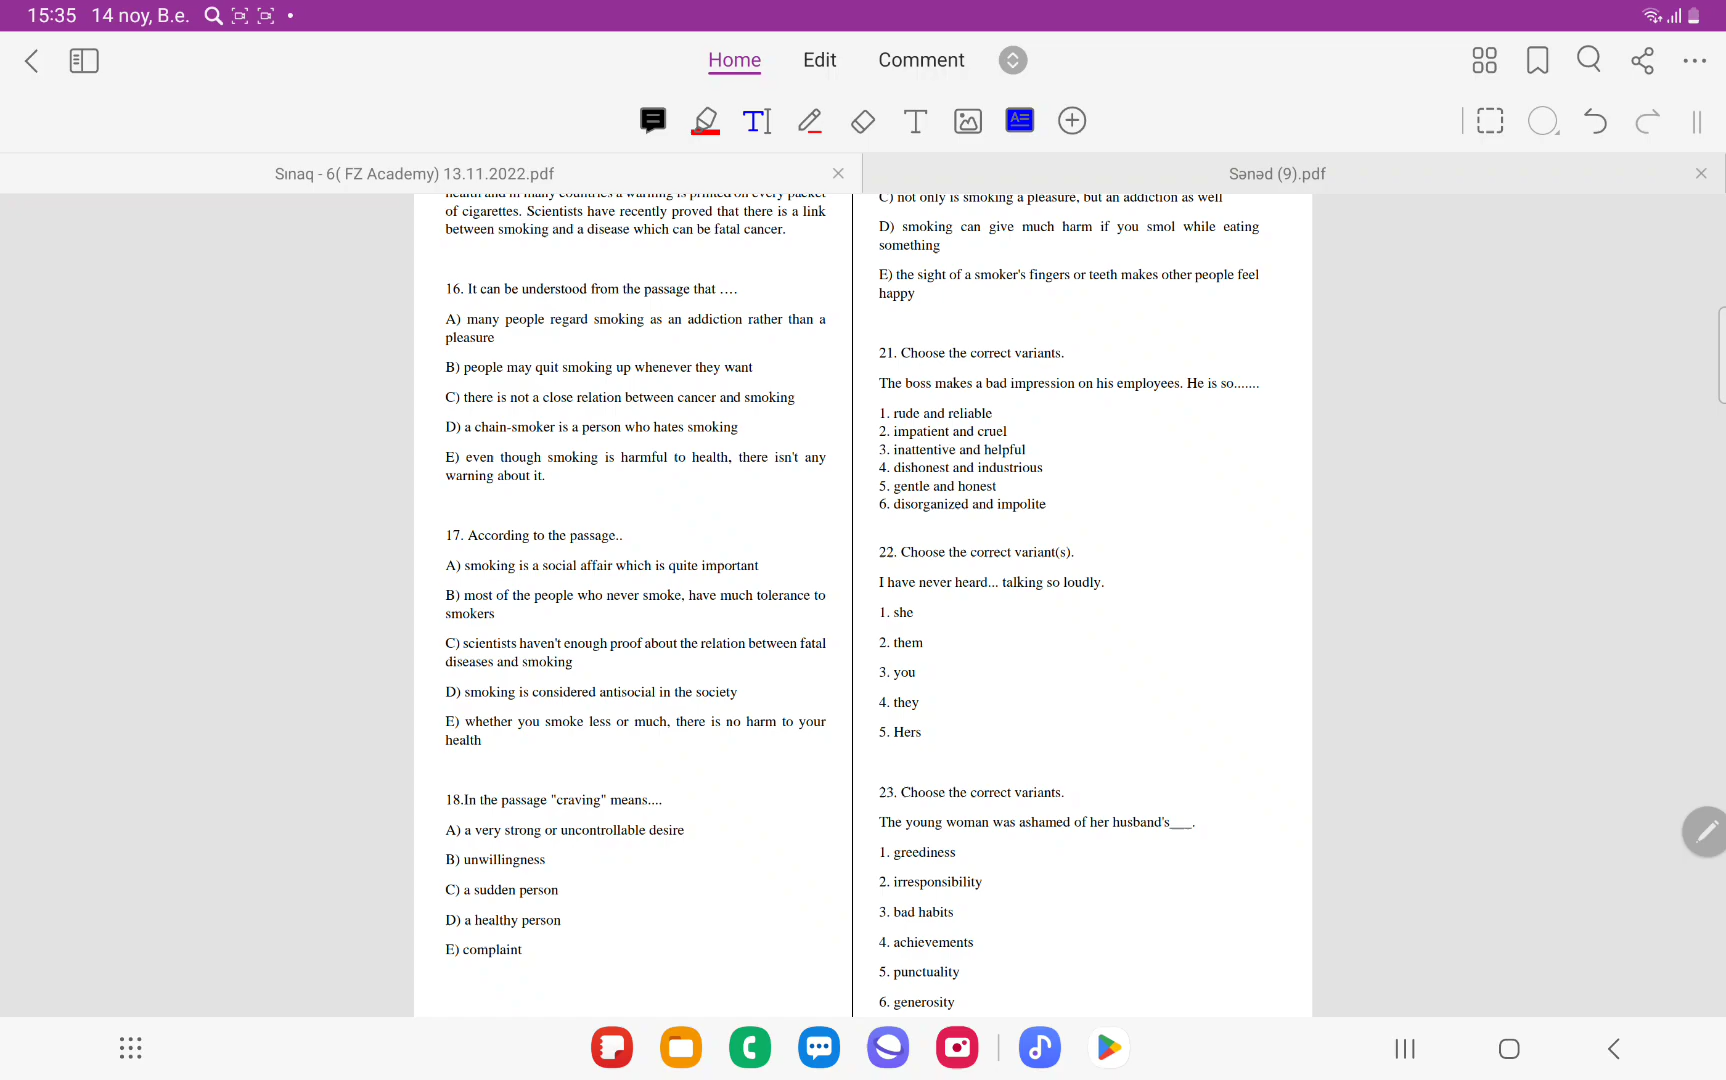 15:35 14 noy, B.e.
Home Edit Comment
Sınaq - 6( FZ Academy) 13.11.2022.pdf
Sənəd (9).pdf
health and in many countries a warning is printed on every packet
of cigarettes. Scientists have recently proved that there is a link
between smoking and a disease which can be fatal cancer.
16. It can be understood from the passage that ....
A) many people regard smoking as an addiction rather than a
pleasure
B) people may quit smoking up whenever they want
C) there is not a close relation between cancer and smoking
D) a chain-smoker is a person who hates smoking
E) even though smoking is harmful to health, there isn't any
warning about it.
17. According to the passage..
A) smoking is a social affair which is quite important
B) most of the people who never smoke, have much tolerance to
smokers
C) scientists haven't enough proof about the relation between fatal
diseases and smoking
D) smoking is considered antisocial in the society
E) whether you smoke less or much, there is no harm to your
health
18.In the passage "craving" means....
A) a very strong or uncontrollable desire
B) unwillingness
C) a sudden person
D) a healthy person
E) complaint
C) not only is smoking a pleasure, but an addiction as well
D) smoking can give much harm if you smol while eating
something
E) the sight of a smoker's fingers or teeth makes other people feel
happy
21. Choose the correct variants.
The boss makes a bad impression on his employees. He is so.......
1. rude and reliable
2. impatient and cruel
3. inattentive and helpful
4. dishonest and industrious
5. gentle and honest
6. disorganized and impolite
22. Choose the correct variant(s).
I have never heard... talking so loudly.
1. she
2. them
3. you
4. they
5. Hers
23. Choose the correct variants.
The young woman was ashamed of her husband's___.
1. greediness
2. irresponsibility
3. bad habits
4. achievements
5. punctuality
6. generosity